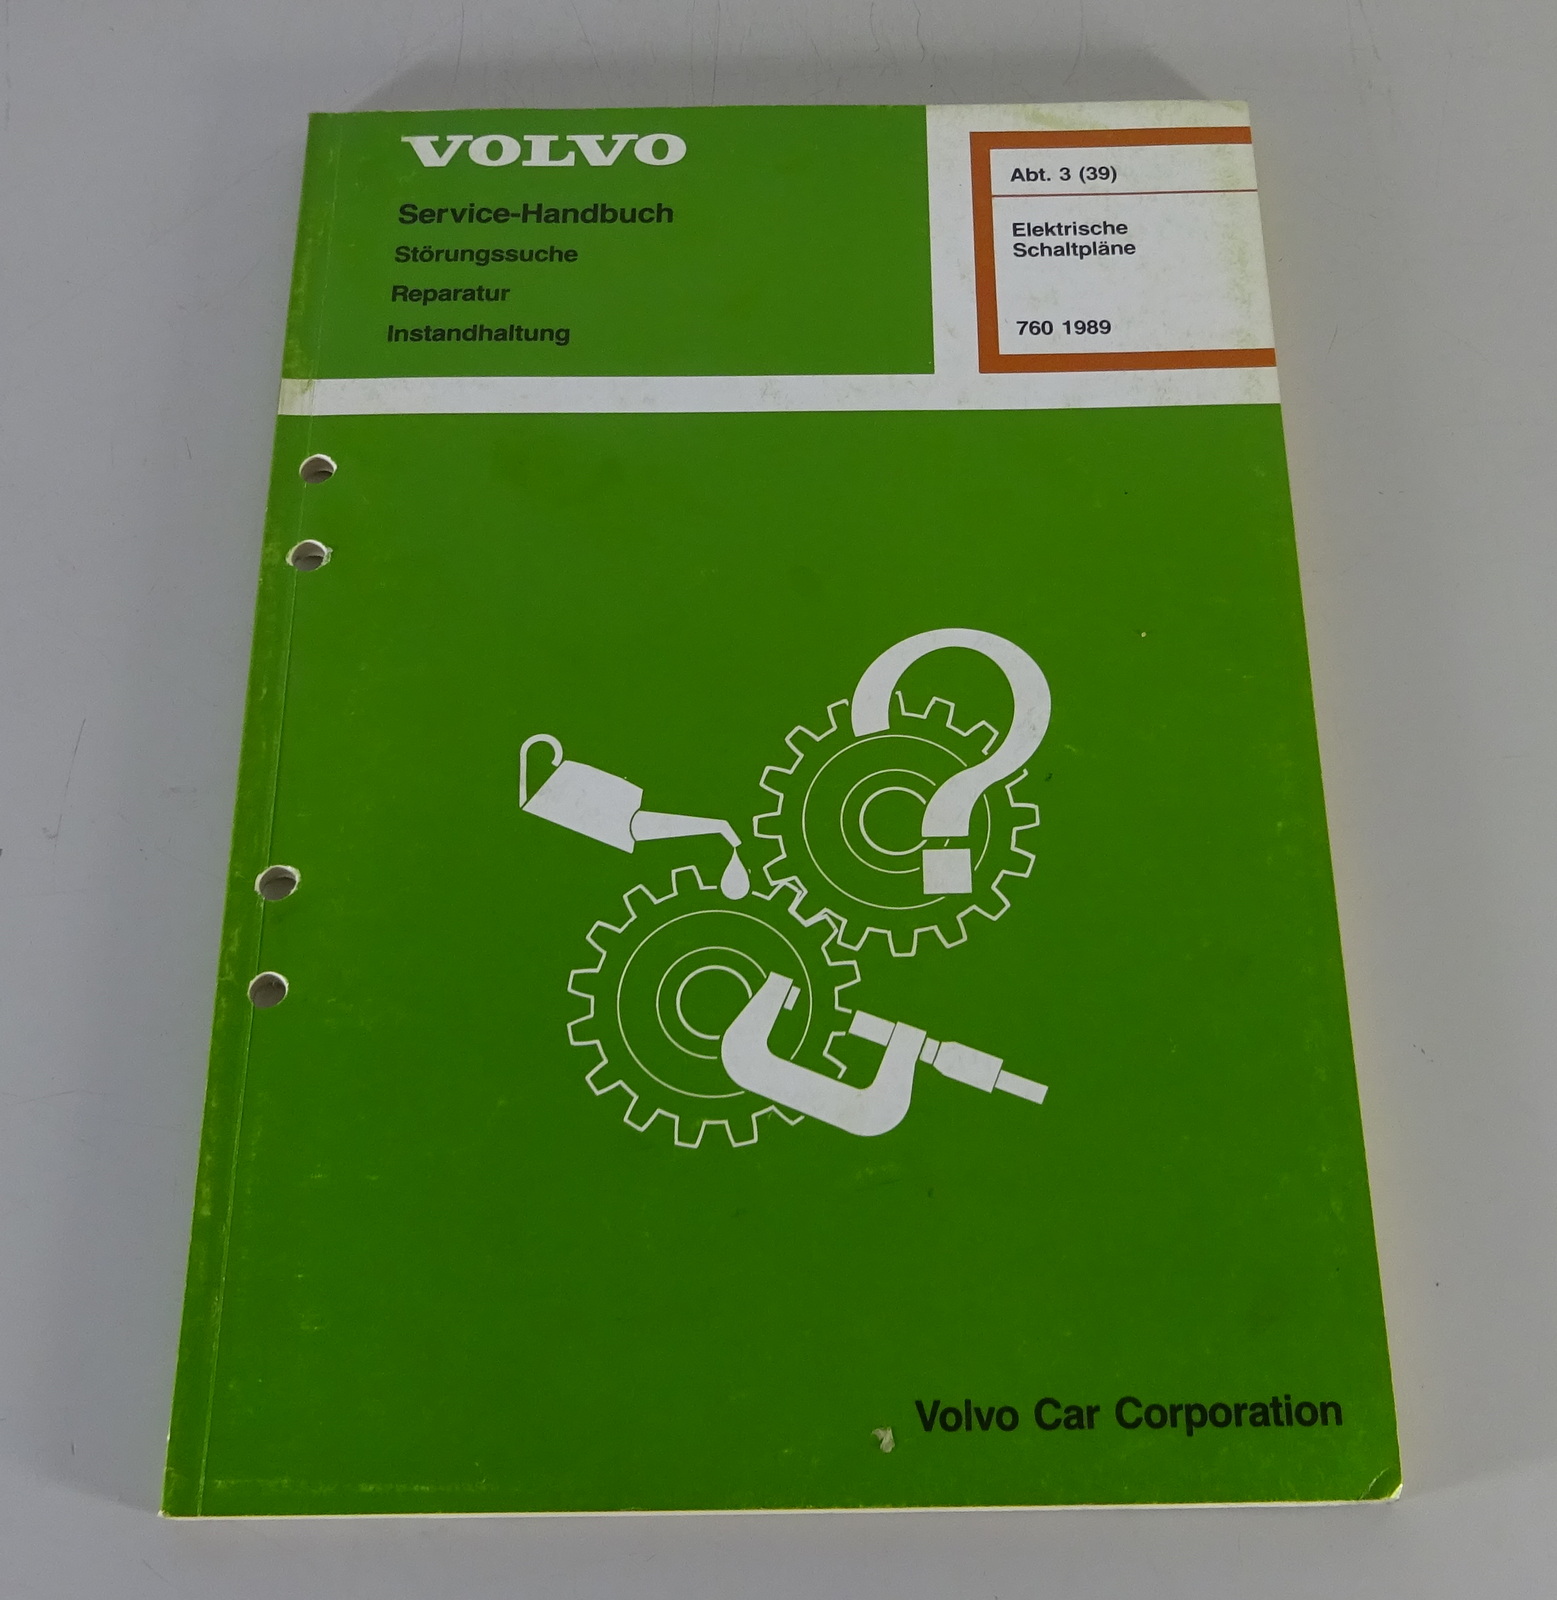 VOLVO
Service-Handbuch
Störungssuche
Reparatur
Instandhaltung
Abt. 3 (39)
Elektrische
Schaltpläne
760 1989
?
Volvo Car Corporation